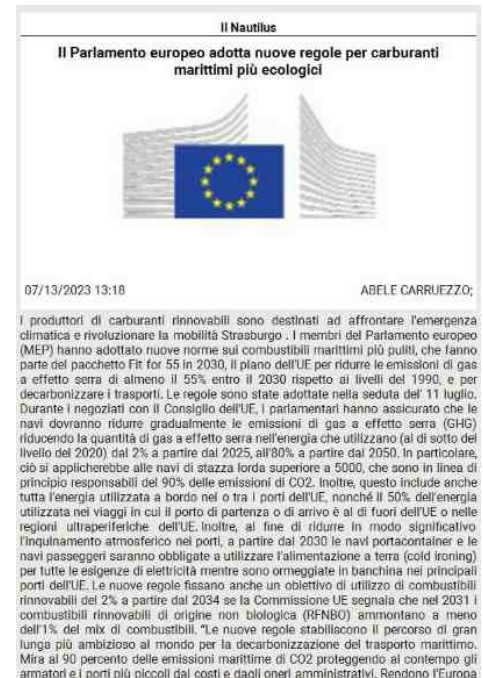 Il Nautilus
Il Parlamento europeo adotta nuove regole per carburanti
marittimi più ecologici
07/13/2023 13:18
ABELE CARRUEZZO;
I produttori di carburanti rinnovabili sono destinati ad affrontare l'emergenza
climatica e rivoluzionare la mobilità Strasburgo . I membri del Parlamento europeo
(MEP) hanno adottato nuove norme sui combustibili marittimi più puliti, che fanno
parte del pacchetto Fit for 55 in 2030, il piano dell'UE per ridurre le emissioni di gas
a effetto serra di almeno il 55% entro il 2030 rispetto ai livelli del 1990, e per
decarbonizzare i trasporti. Le regole sono state adottate nella seduta del' 11 luglio.
Durante i negoziati con il Consiglio dell'UE, i parlamentari hanno assicurato che le
navi dovranno ridurre gradualmente le emissioni di gas a effetto serra (GHG)
riducendo la quantità di gas a effetto serra nell'energia che utilizzano (al di sotto del
livello del 2020) dal 2% a partire dal 2025, all'80% a partire dal 2050. In particolare,
ciò si applicherebbe alle navi di stazza lorda superiore a 5000, che sono in linea di
principio responsabili del 90% delle emissioni di CO2. Inoltre, questo include anche
tutta l'energia utilizzata a bordo nel o tra i porti dell'UE, nonché il 50% dell'energia
utilizzata nei viaggi in cui il porto di partenza o di arrivo è al di fuori dell'UE o nelle
regioni ultraperiferiche dell'UE. Inoltre, al fine di ridurre in modo significativo
l'inquinamento atmosferico nei porti, a partire dal 2030 le navi portacontainer e le
navi passeggeri saranno obbligate a utilizzare l'alimentazione a terra (cold ironing)
per tutte le esigenze di elettricità mentre sono ormeggiate in banchina nei principali
porti dell'UE. Le nuove regole fissano anche un obiettivo di utilizzo di combustibili
rinnovabili del 2% a partire dal 2034 se la Commissione UE segnala che nel 2031 i
combustibili rinnovabili di origine non biologica (RFNBO) ammontano a meno
dell'1% del mix di combustibili. "Le nuove regole stabiliscono il percorso di gran
lunga più ambizioso al mondo per la decarbonizzazione del trasporto marittimo.
Mira al 90 percento delle emissioni marittime di CO2 proteggendo al contempo gli
armatori e i porti più piccoli dai costi e dagli oneri amministrativi. Rendono l'Europa